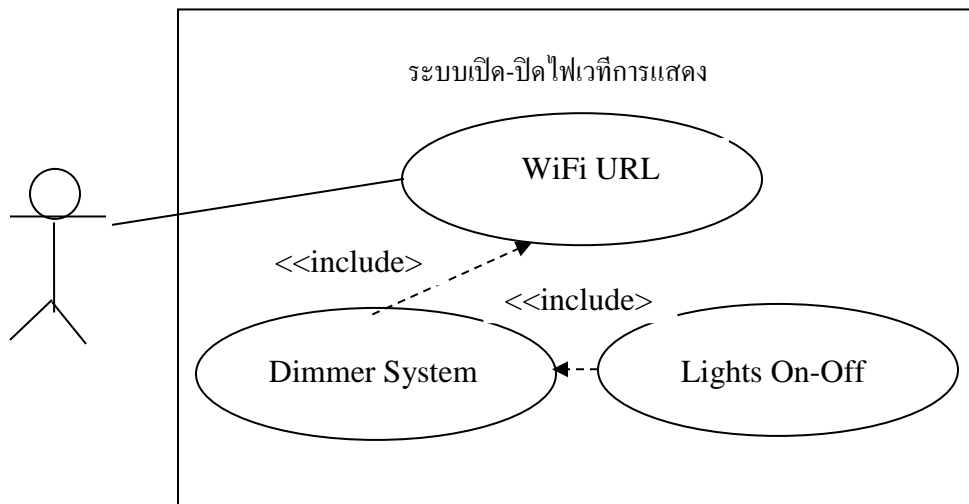 ระบบเปิด-ปิดไฟเวทีการแสดง
WiFi URL
<<include>
<<include>
Dimmer System
Lights On-Off